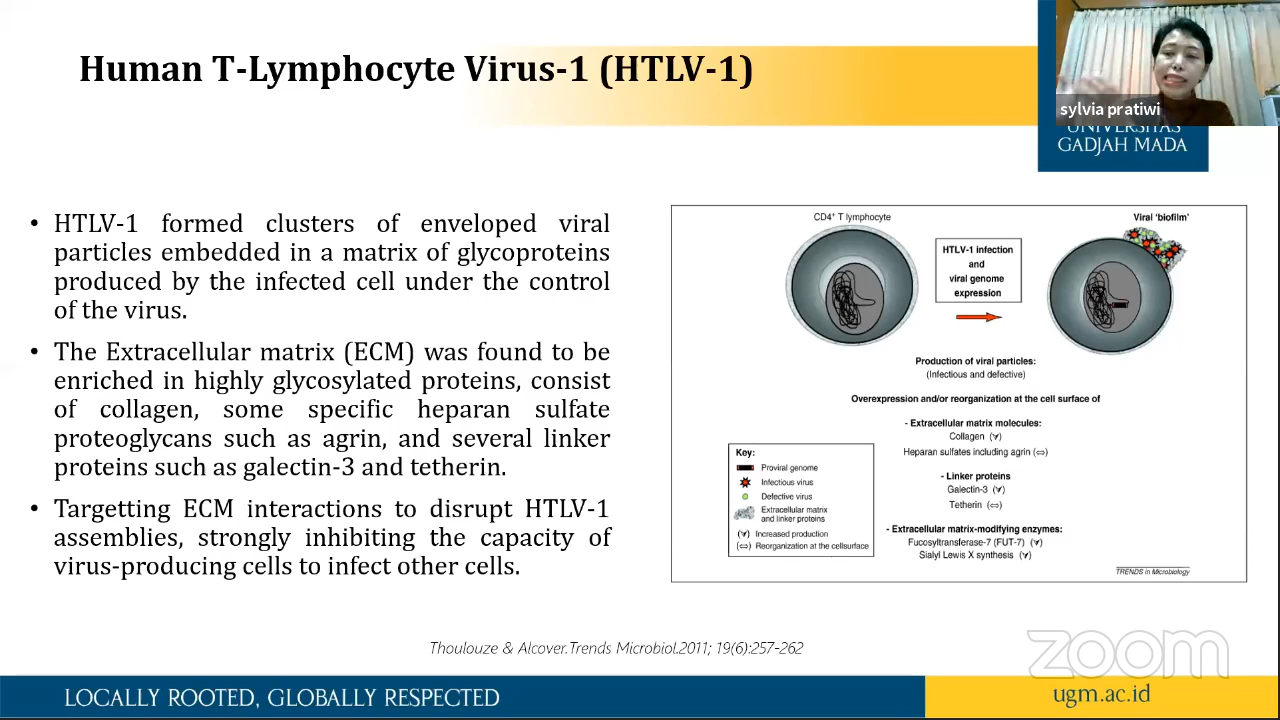 Human T-Lymphocyte Virus-1 (HTLV-1)
sylvia pratiwi
UNIVERSITAS
GADJAH MADA
• HTLV-1 formed clusters of enveloped viral
particles embedded in a matrix of glycoproteins
produced by the infected cell under the control
of the virus.
• The Extracellular matrix (ECM) was found to be
enriched in highly glycosylated proteins, consist
of collagen, some specific heparan sulfate
proteoglycans such as agrin, and several linker
proteins such as galectin-3 and tetherin.
• Targetting ECM interactions to disrupt HTLV-1
assemblies, strongly inhibiting the capacity of
virus-producing cells to infect other cells.
CD4⁺ T lymphocyte
HTLV-1 infection
and
viral genome
expression
Viral 'biofilm'
Production of viral particles:
(Infectious and defective)
Overexpression and/or reorganization at the cell surface of
- Extracellular matrix molecules:
Collagen (⩛)
Heparan sulfates including agrin (⇔)
- Linker proteins
Galectin-3 (⩛)
Tetherin (⇔)
- Extracellular matrix-modifying enzymes:
Fucosyltransferase-7 (FUT-7) (⩛)
Sialyl Lewis X synthesis (⩛)
Key:
Proviral genome
Infectious virus
Defective virus
Extracellular matrix
and linker proteins
(⩛) Increased production
(⇔) Reorganization at the cellsurface
TRENDS in Microbiology
Thoulouze & Alcover.Trends Microbiol.2011; 19(6):257-262
zoom
LOCALLY ROOTED, GLOBALLY RESPECTED
ugm.ac.id